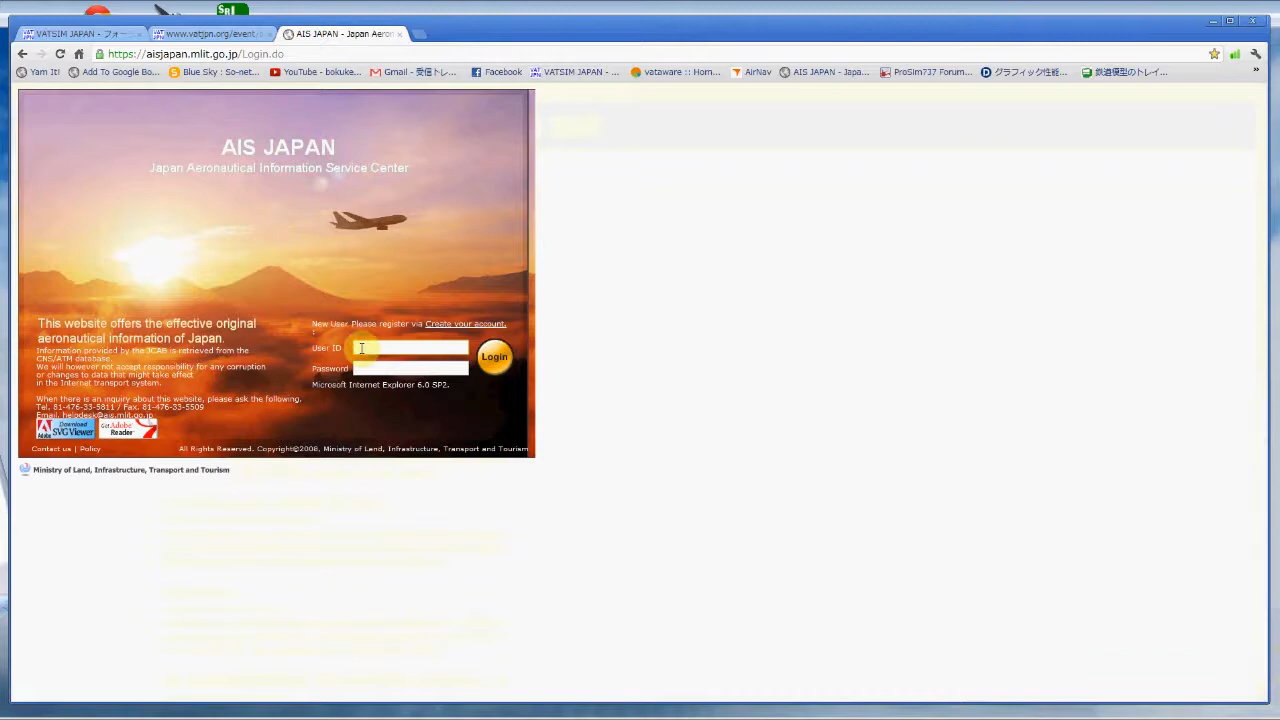 SRI
VATSIM JAPAN - フォー
www.vatjpn.org/event/
AIS JAPAN - Japan Aeron
https://aisjapan.mlit.go.jp/Login.do
Yam It!
Add To Google Bo...
Blue Sky : So-net...
YouTube - bokuke...
Gmail - 受信トレ...
Facebook
VATSIM JAPAN - ...
vataware :: Hom...
AirNav
AIS JAPAN - Japa...
ProSim737 Forum...
グラフィック性能...
鉄道模型のトレイ...
»
AIS JAPAN
Japan Aeronautical Information Service Center
This website offers the effective original
aeronautical information of Japan.
Information provided by the JCAB is retrieved from the
CNS/ATM database.
We will however not accept responsibility for any corruption
or changes to data that might take effect
in the Internet transport system.
When there is an inquiry about this website, please ask the following.
Tel. 81-476-33-5811 / Fax. 81-476-33-5509
Email. helpdesk@ais.mlit.go.jp
Download
SVG Viewer
Adobe
Get Adobe
Reader
New User Please register via Create your account.
:
User ID
Password
Login
Microsoft Internet Explorer 6.0 SP2.
Contact us | Policy
All Rights Reserved. Copyright©2008, Ministry of Land, Infrastructure, Transport and Tourism
Ministry of Land, Infrastructure, Transport and Tourism